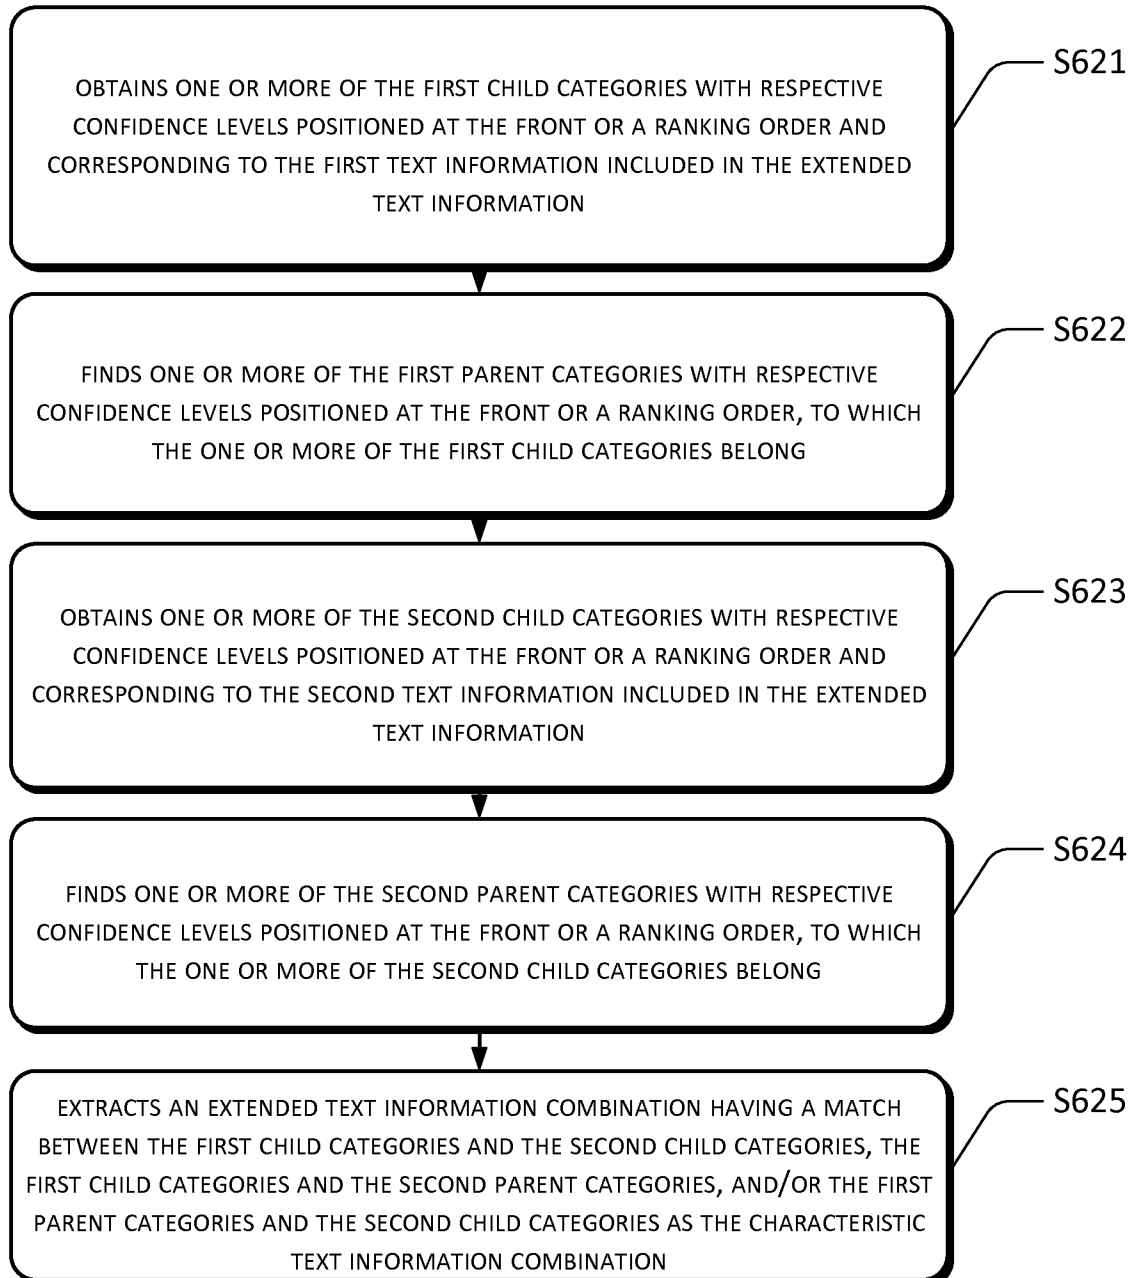 OBTAINS ONE OR MORE OF THE FIRST CHILD CATEGORIES WITH RESPECTIVE
CONFIDENCE LEVELS POSITIONED AT THE FRONT OR A RANKING ORDER AND
CORRESPONDING TO THE FIRST TEXT INFORMATION INCLUDED IN THE EXTENDED
TEXT INFORMATION
S621
FINDS ONE OR MORE OF THE FIRST PARENT CATEGORIES WITH RESPECTIVE
CONFIDENCE LEVELS POSITIONED AT THE FRONT OR A RANKING ORDER, TO WHICH
THE ONE OR MORE OF THE FIRST CHILD CATEGORIES BELONG
S622
OBTAINS ONE OR MORE OF THE SECOND CHILD CATEGORIES WITH RESPECTIVE
CONFIDENCE LEVELS POSITIONED AT THE FRONT OR A RANKING ORDER AND
CORRESPONDING TO THE SECOND TEXT INFORMATION INCLUDED IN THE EXTENDED
TEXT INFORMATION
S623
FINDS ONE OR MORE OF THE SECOND PARENT CATEGORIES WITH RESPECTIVE
CONFIDENCE LEVELS POSITIONED AT THE FRONT OR A RANKING ORDER, TO WHICH
THE ONE OR MORE OF THE SECOND CHILD CATEGORIES BELONG
S624
EXTRACTS AN EXTENDED TEXT INFORMATION COMBINATION HAVING A MATCH
BETWEEN THE FIRST CHILD CATEGORIES AND THE SECOND CHILD CATEGORIES, THE
FIRST CHILD CATEGORIES AND THE SECOND PARENT CATEGORIES, AND/OR THE FIRST
PARENT CATEGORIES AND THE SECOND CHILD CATEGORIES AS THE CHARACTERISTIC
TEXT INFORMATION COMBINATION
S625